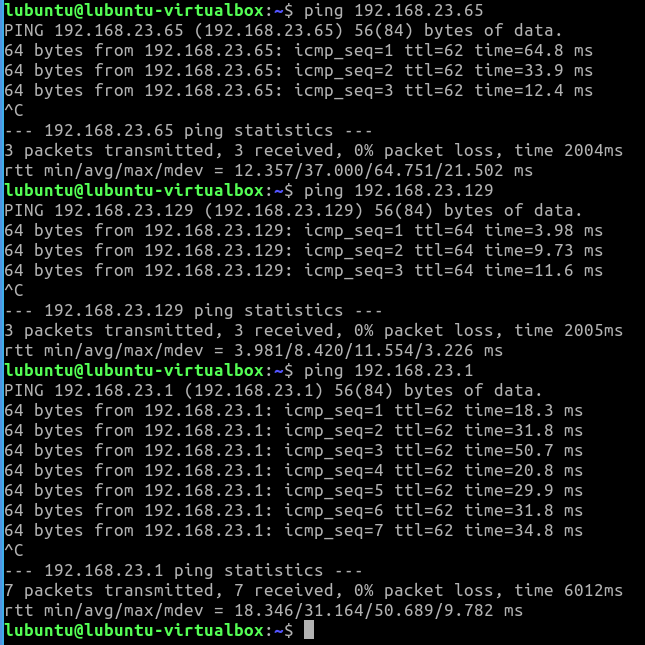 lubuntu@lubuntu-virtualbox:~$ ping 192.168.23.65
PING 192.168.23.65 (192.168.23.65) 56(84) bytes of data.
64 bytes from 192.168.23.65: icmp_seq=1 ttl=62 time=64.8 ms
64 bytes from 192.168.23.65: icmp_seq=2 ttl=62 time=33.9 ms
64 bytes from 192.168.23.65: icmp_seq=3 ttl=62 time=12.4 ms
^C
--- 192.168.23.65 ping statistics ---
3 packets transmitted, 3 received, 0% packet loss, time 2004ms
rtt min/avg/max/mdev = 12.357/37.000/64.751/21.502 ms
lubuntu@lubuntu-virtualbox:~$ ping 192.168.23.129
PING 192.168.23.129 (192.168.23.129) 56(84) bytes of data.
64 bytes from 192.168.23.129: icmp_seq=1 ttl=64 time=3.98 ms
64 bytes from 192.168.23.129: icmp_seq=2 ttl=64 time=9.73 ms
64 bytes from 192.168.23.129: icmp_seq=3 ttl=64 time=11.6 ms
^C
--- 192.168.23.129 ping statistics ---
3 packets transmitted, 3 received, 0% packet loss, time 2005ms
rtt min/avg/max/mdev = 3.981/8.420/11.554/3.226 ms
lubuntu@lubuntu-virtualbox:~$ ping 192.168.23.1
PING 192.168.23.1 (192.168.23.1) 56(84) bytes of data.
64 bytes from 192.168.23.1: icmp_seq=1 ttl=62 time=18.3 ms
64 bytes from 192.168.23.1: icmp_seq=2 ttl=62 time=31.8 ms
64 bytes from 192.168.23.1: icmp_seq=3 ttl=62 time=50.7 ms
64 bytes from 192.168.23.1: icmp_seq=4 ttl=62 time=20.8 ms
64 bytes from 192.168.23.1: icmp_seq=5 ttl=62 time=29.9 ms
64 bytes from 192.168.23.1: icmp_seq=6 ttl=62 time=31.8 ms
64 bytes from 192.168.23.1: icmp_seq=7 ttl=62 time=34.8 ms
^C
--- 192.168.23.1 ping statistics ---
7 packets transmitted, 7 received, 0% packet loss, time 6012ms
rtt min/avg/max/mdev = 18.346/31.164/50.689/9.782 ms
lubuntu@lubuntu-virtualbox:~$